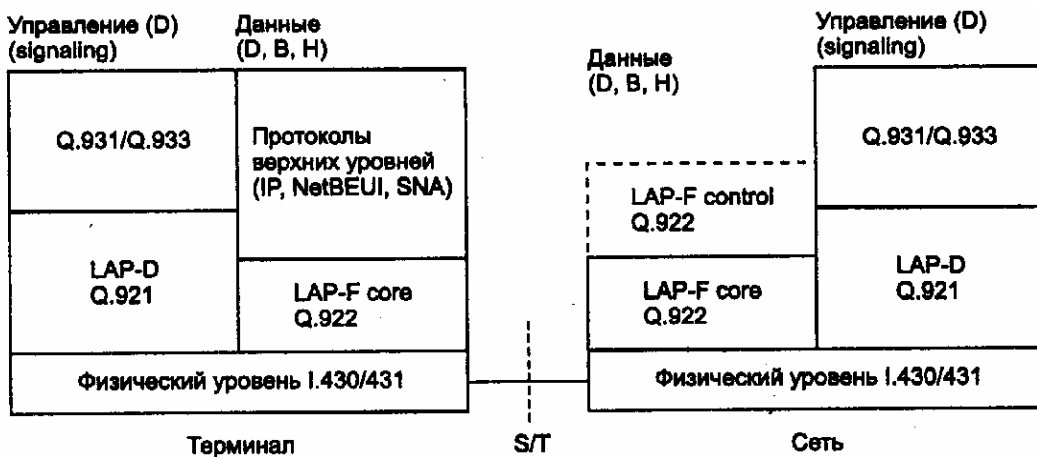 Управление (D)
(signaling)
Данные
(D, B, H)
Q.931/Q.933
Протоколы
верхних уровней
(IP, NetBEUI, SNA)
LAP-D
Q.921
LAP-F core
Q.922
Физический уровень I.430/431
Терминал
S/T
Управление (D)
(signaling)
Данные
(D, B, H)
Q.931/Q.933
LAP-F control
Q.922
LAP-D
Q.921
LAP-F core
Q.922
Физический уровень I.430/431
Сеть